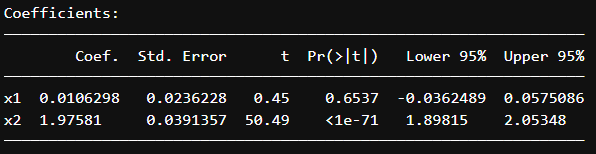 Coefficients:
Coef. Std. Error t Pr(>|t|) Lower 95% Upper 95%
x1 0.0106298 0.0236228 0.45 0.6537 -0.0362489 0.0575086
x2 1.97581 0.0391357 50.49 <1e-71 1.89815 2.05348